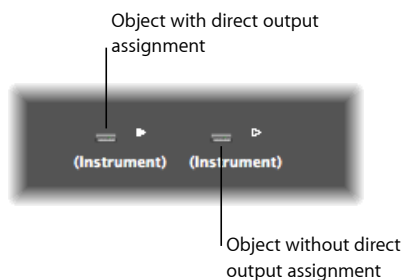 Object with direct output
assignment
(Instrument) (Instrument)
Object without direct
output assignment